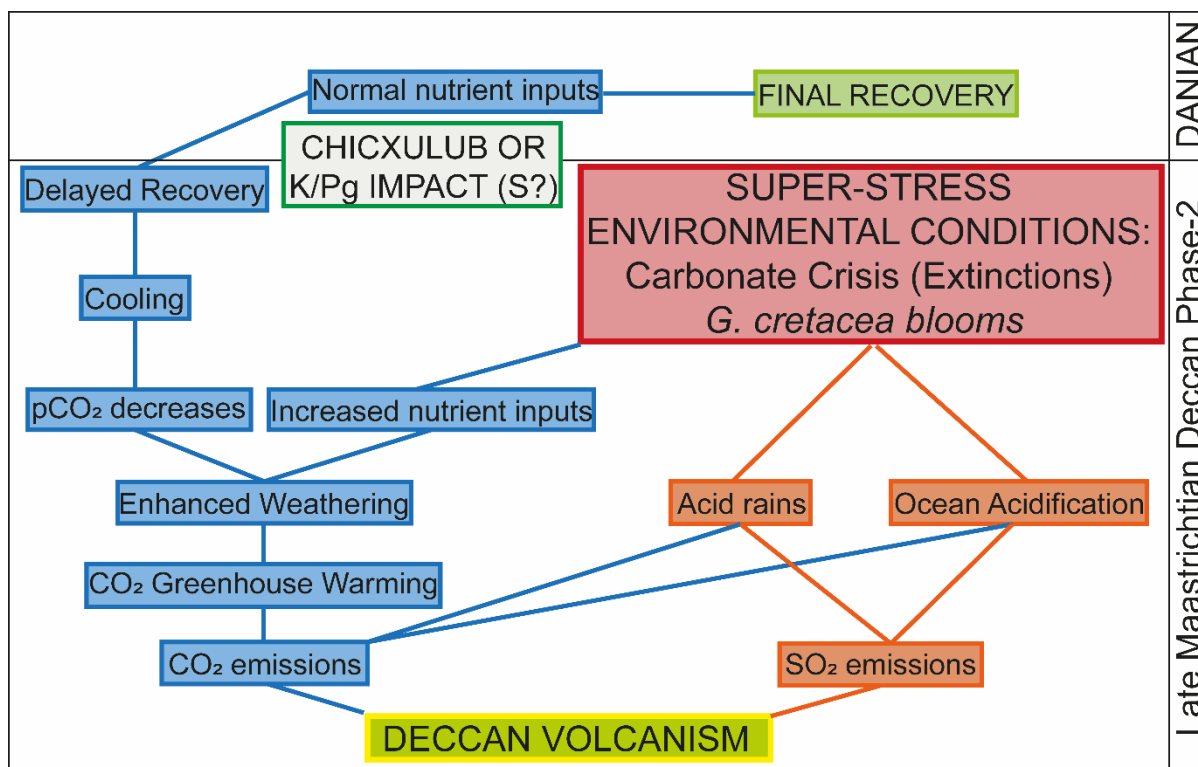 Normal nutrient inputs
FINAL RECOVERY
CHICXULUB OR
K/Pg IMPACT (S?)
Delayed Recovery
SUPER-STRESS
ENVIRONMENTAL CONDITIONS:
Carbonate Crisis (Extinctions)
G. cretacea blooms
Cooling
pCO₂ decreases
Increased nutrient inputs
Enhanced Weathering
Acid rains
Ocean Acidification
CO₂ Greenhouse Warming
CO₂ emissions
SO₂ emissions
DECCAN VOLCANISM
DANIAN
Late Maastrichtian Deccan Phase-2